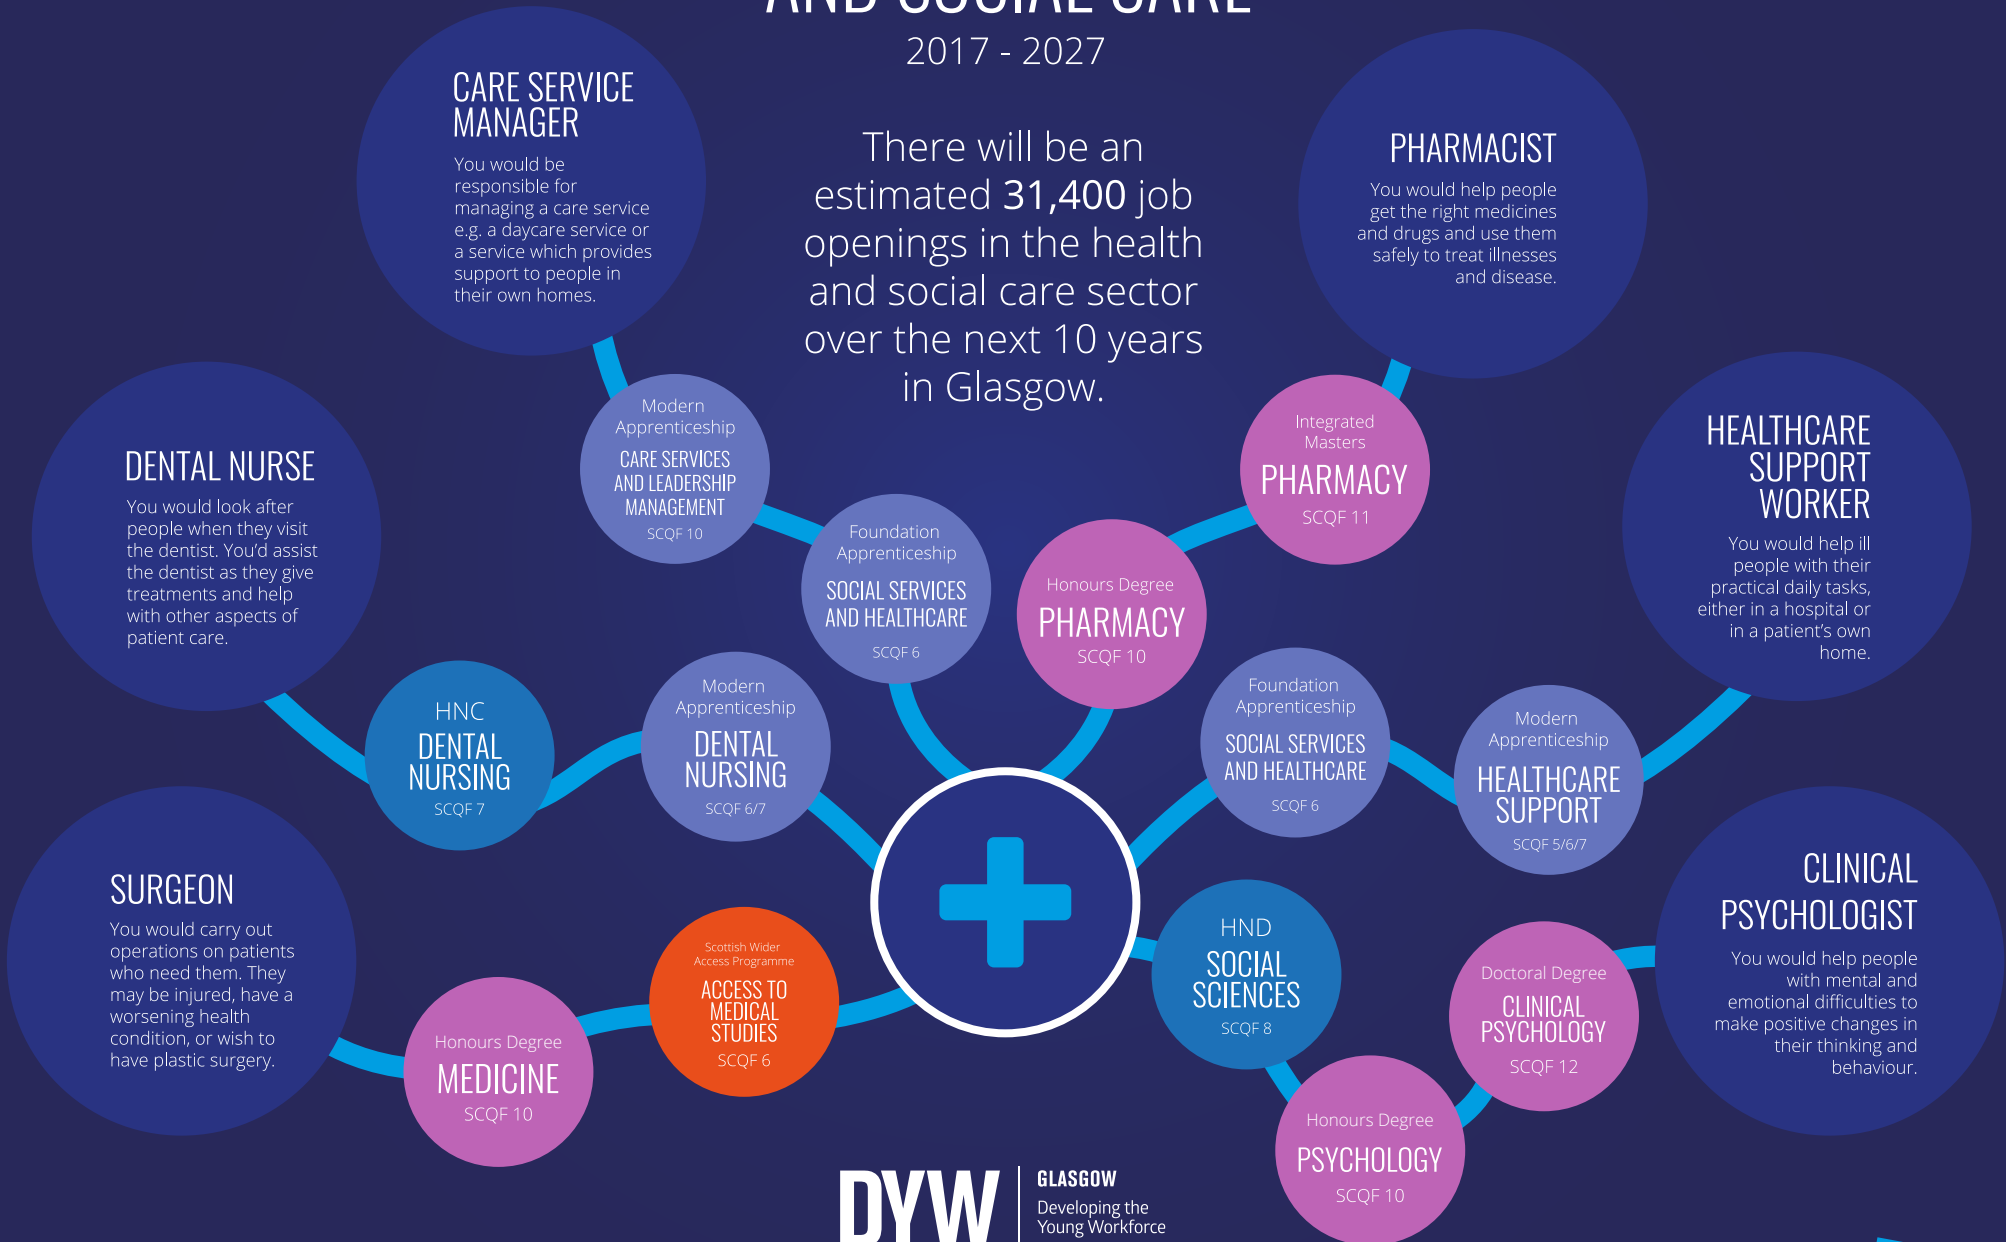 AND SOCIAL CARE
2017 - 2027
There will be an
estimated 31,400 job
openings in the health
and social care sector
over the next 10 years
in Glasgow.
CARE SERVICE
MANAGER
You would be
responsible for
managing a care service
e.g. a daycare service or
a service which provides
support to people in
their own homes.
PHARMACIST
You would help people
get the right medicines
and drugs and use them
safely to treat illnesses
and disease.
DENTAL NURSE
You would look after
people when they visit
the dentist. You’d assist
the dentist as they give
treatments and help
with other aspects of
patient care.
Modern
Apprenticeship
CARE SERVICES
AND LEADERSHIP
MANAGEMENT
SCQF 10
Foundation
Apprenticeship
SOCIAL SERVICES
AND HEALTHCARE
SCQF 6
Honours Degree
PHARMACY
SCQF 10
Integrated
Masters
PHARMACY
SCQF 11
HEALTHCARE
SUPPORT
WORKER
You would help ill
people with their
practical daily tasks,
either in a hospital or
in a patient’s own
home.
HNC
DENTAL
NURSING
SCQF 7
Modern
Apprenticeship
DENTAL
NURSING
SCQF 6/7
Foundation
Apprenticeship
SOCIAL SERVICES
AND HEALTHCARE
SCQF 6
Modern
Apprenticeship
HEALTHCARE
SUPPORT
SCQF 5/6/7
SURGEON
You would carry out
operations on patients
who need them. They
may be injured, have a
worsening health
condition, or wish to
have plastic surgery.
Honours Degree
MEDICINE
SCQF 10
Scottish Wider
Access Programme
ACCESS TO
MEDICAL
STUDIES
SCQF 6
HND
SOCIAL
SCIENCES
SCQF 8
Honours Degree
PSYCHOLOGY
SCQF 10
Doctoral Degree
CLINICAL
PSYCHOLOGY
SCQF 12
CLINICAL
PSYCHOLOGIST
You would help people
with mental and
emotional difficulties to
make positive changes in
their thinking and
behaviour.
DYW
GLASGOW
Developing the
Young Workforce